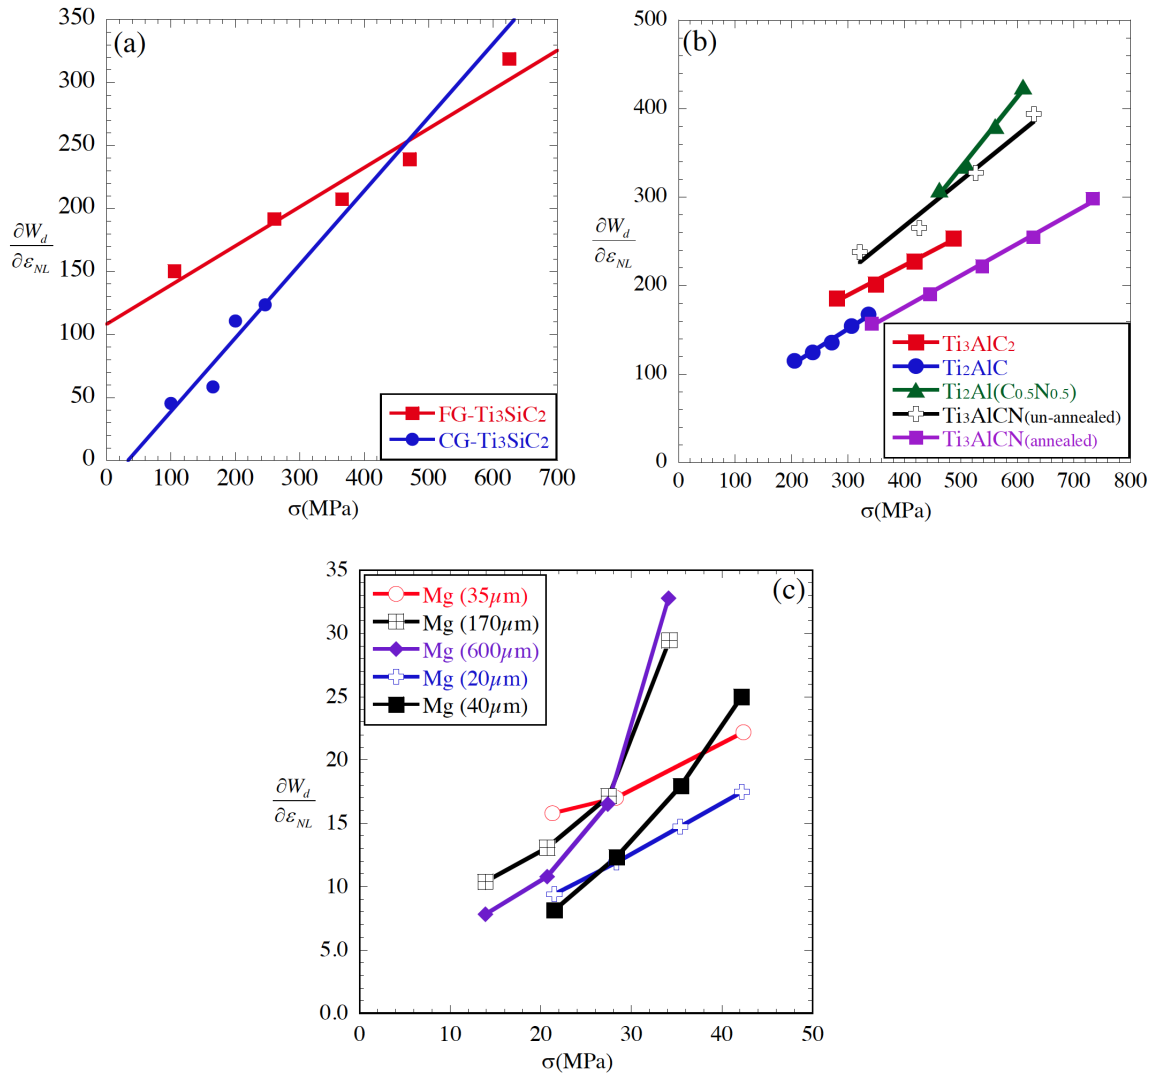 (a)
350
300
250
200
150
100
50
0
∂W_d
∂ε_NL
FG-Ti₃SiC₂
CG-Ti₃SiC₂
0 100 200 300 400 500 600 700
σ(MPa)
(b)
500
400
300
200
100
0
∂W_d
∂ε_NL
Ti₃AlC₂
Ti₂AlC
Ti₂Al(C₀.₅N₀.₅)
Ti₃AlCN(un-annealed)
Ti₃AlCN(annealed)
0 100 200 300 400 500 600 700 800
σ(MPa)
(c)
35
30
25
20
15
10
5.0
0.0
Mg (35µm)
Mg (170µm)
Mg (600µm)
Mg (20µm)
Mg (40µm)
∂W_d
∂ε_NL
0 10 20 30 40 50
σ(MPa)